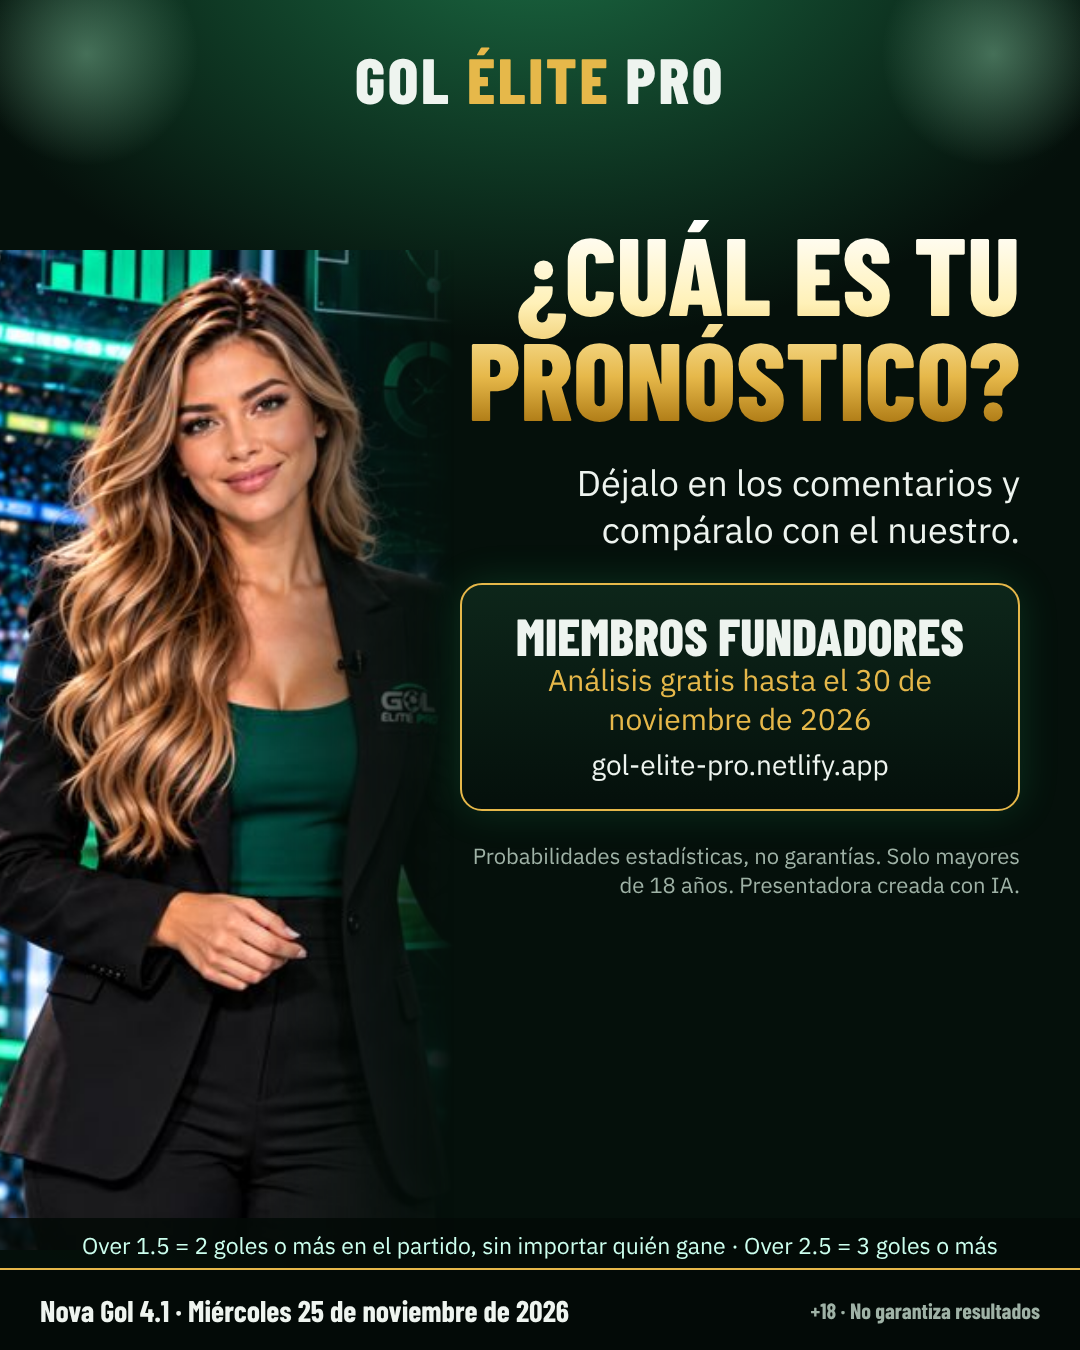 GOL ÉLITE PRO
¿CUÁL ES TU
PRONÓSTICO?
Déjalo en los comentarios y
compáralo con el nuestro.
MIEMBROS FUNDADORES
Análisis gratis hasta el 30 de
noviembre de 2026
gol-elite-pro.netlify.app
GOL
ELITE PRO
Probabilidades estadísticas, no garantías. Solo mayores
de 18 años. Presentadora creada con IA.
Over 1.5 = 2 goles o más en el partido, sin importar quién gane · Over 2.5 = 3 goles o más
Nova Gol 4.1 · Miércoles 25 de noviembre de 2026
+18 · No garantiza resultados